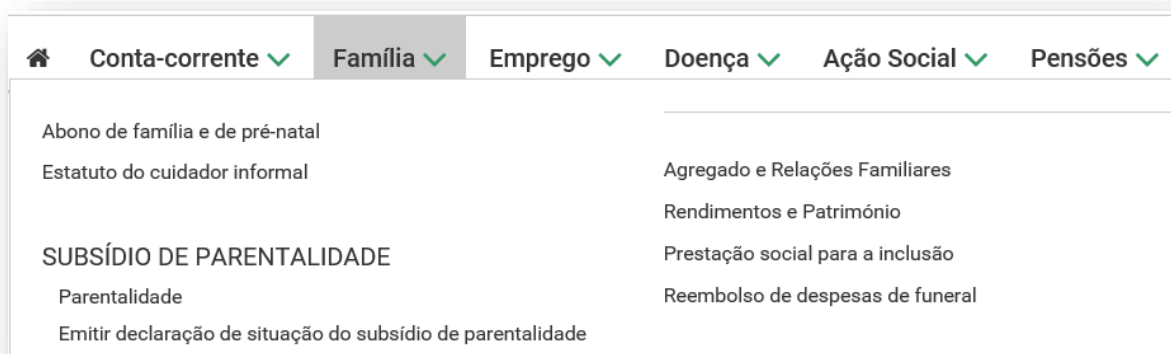 Conta-corrente Família Emprego Doença Ação Social Pensões
Abono de família e de pré-natal
Estatuto do cuidador informal
SUBSÍDIO DE PARENTALIDADE
Parentalidade
Emitir declaração de situação do subsídio de parentalidade
Agregado e Relações Familiares
Rendimentos e Património
Prestação social para a inclusão
Reembolso de despesas de funeral